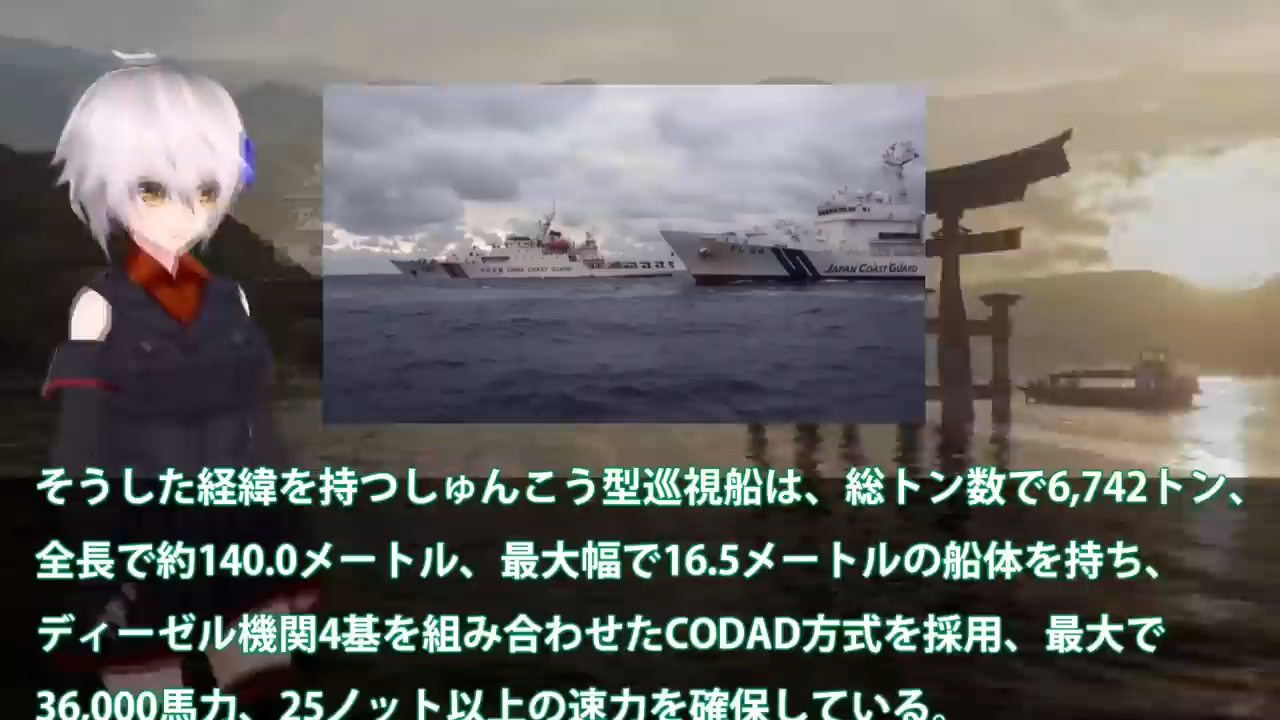 CHINA COAST GUARD
JAPAN COAST GUARD
そうした経緯を持つしゅんこう型巡視船は、総トン数で6,742トン、
全長で約140.0メートル、最大幅で16.5メートルの船体を持ち、
ディーゼル機関4基を組み合わせたCODAD方式を採用、最大で
36,000馬力、25ノット以上の速力を確保している。